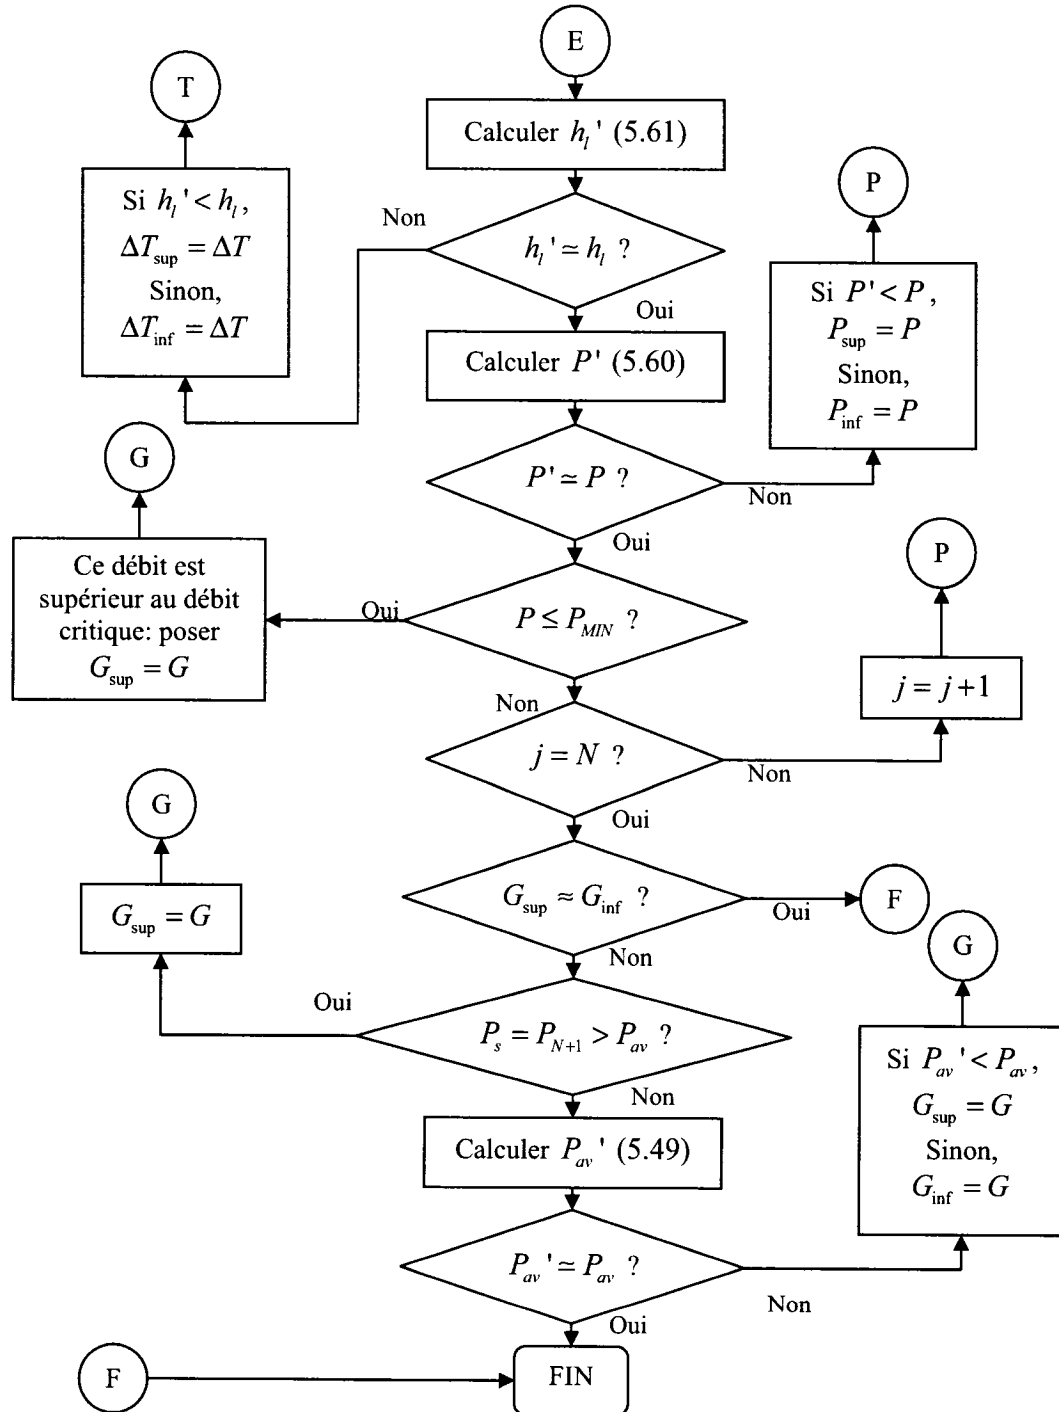 E
T
Calculer h_l' (5.61)
P
Si h_l' < h_l,
ΔT_sup = ΔT
Sinon,
ΔT_inf = ΔT
Non
h_l' ≃ h_l ?
Oui
Si P' < P,
P_sup = P
Sinon,
P_inf = P
Calculer P' (5.60)
G
P' ≃ P ?
Non
Oui
P
Ce débit est
supérieur au débit
critique: poser
G_sup = G
Oui
P ≤ P_MIN ?
Non
j = j+1
j = N ?
Non
Oui
G
G_sup = G
G_sup ≈ G_inf ?
Oui
F
Non
G
Oui
P_s = P_{N+1} > P_av ?
Non
Si P_av' < P_av,
G_sup = G
Sinon,
G_inf = G
Calculer P_av' (5.49)
P_av' ≃ P_av ?
Non
Oui
F
FIN